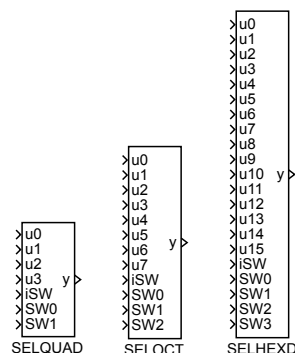 u0
u1
u2
u3
iSW
SW0
SW1
y
SELQUAD
u0
u1
u2
u3
u4
u5
u6
u7
iSW
SW0
SW1
SW2
y
SELOCT
u0
u1
u2
u3
u4
u5
u6
u7
u8
u9
u10
u11
u12
u13
u14
u15
iSW
SW0
SW1
SW2
SW3
y
SELHEXD